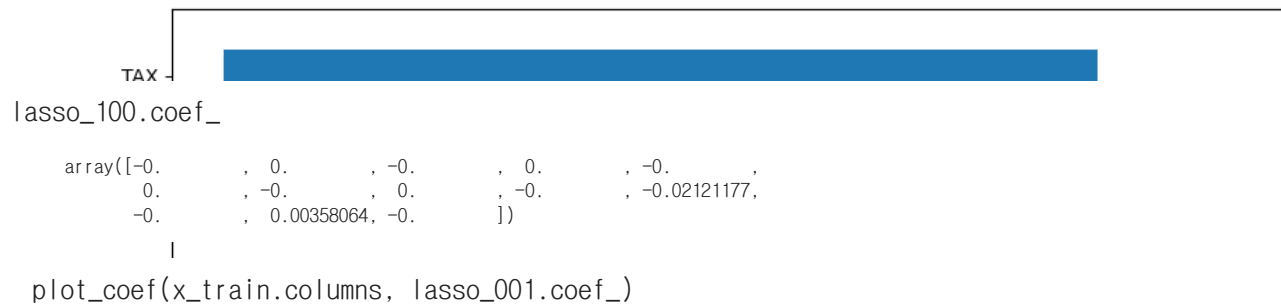 TAX
lasso_100.coef_
array([-0.        ,  0.        , -0.        ,  0.        , -0.        ,
        0.        , -0.        ,  0.        , -0.        , -0.02121177,
       -0.        ,  0.00358064, -0.        ])
plot_coef(x_train.columns, lasso_001.coef_)